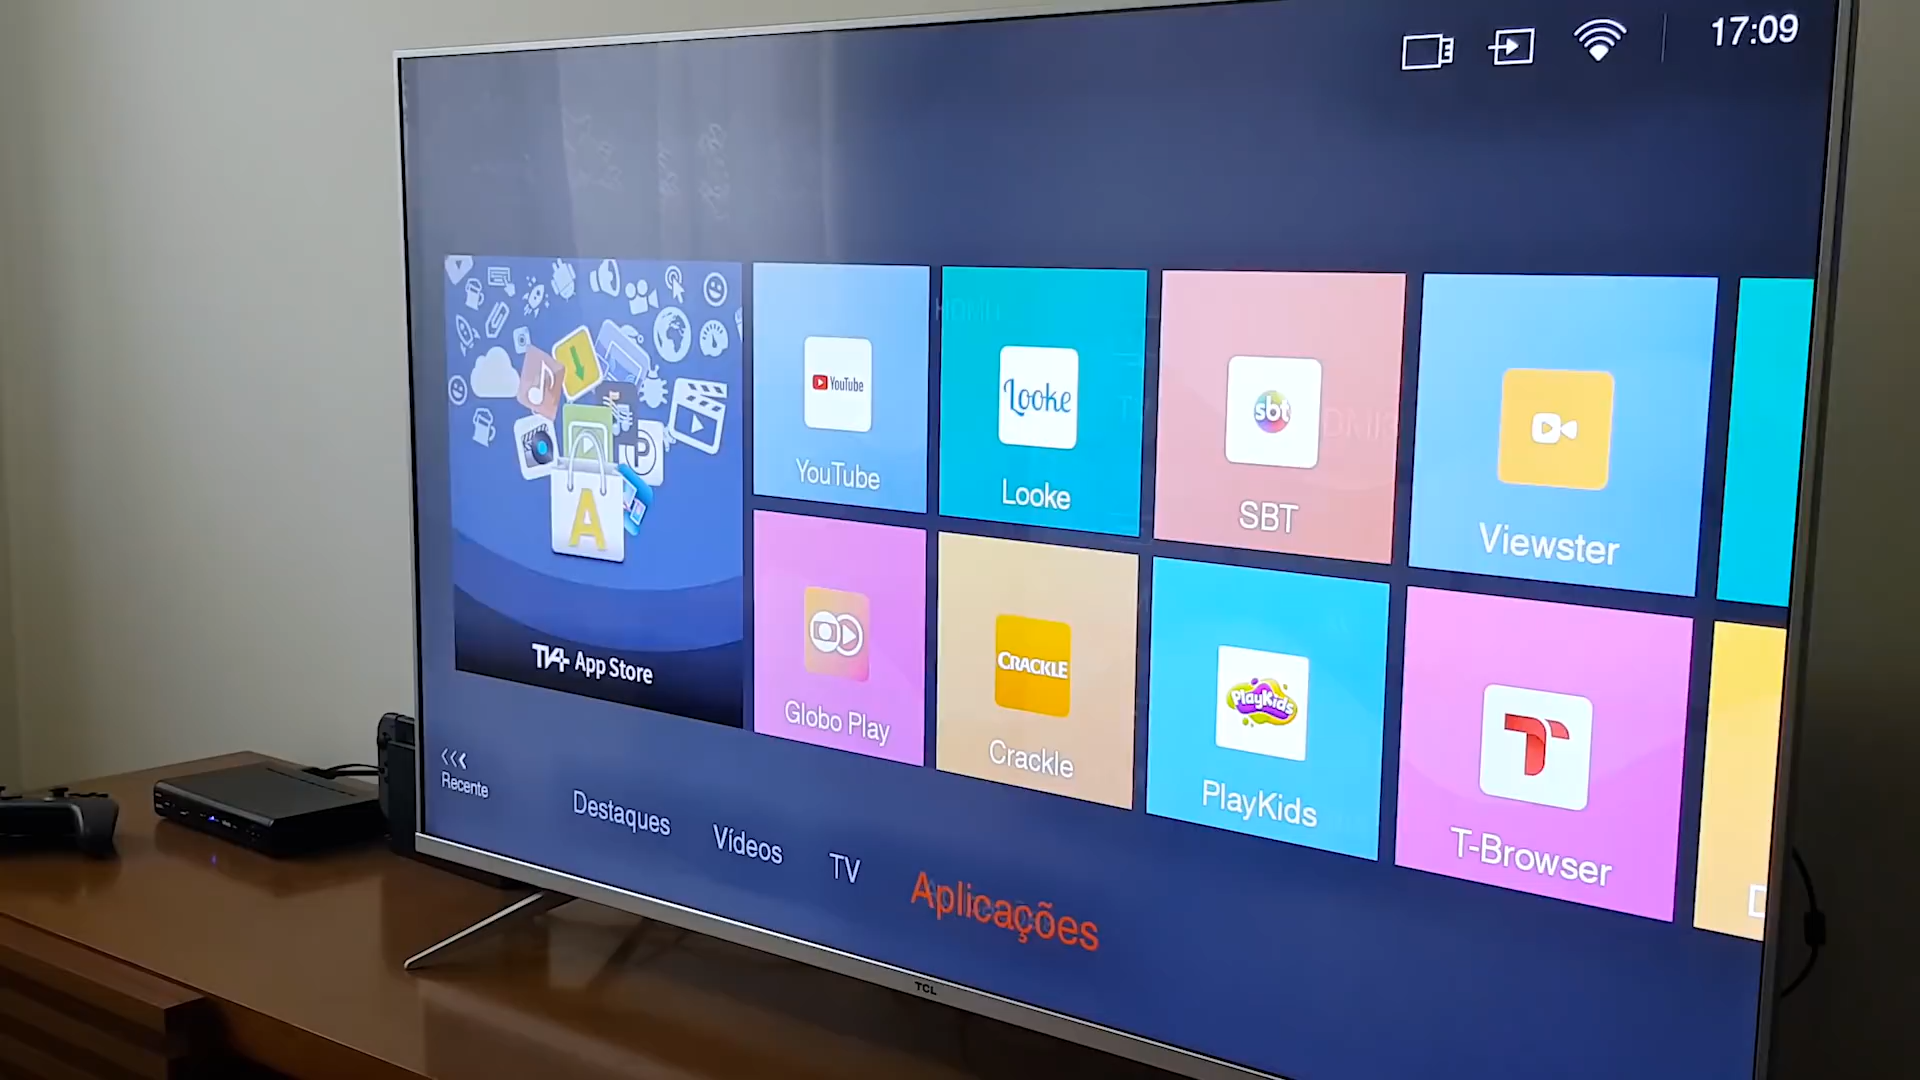 17:09
YouTube
YouTube
Looke
Looke
sbt
SBT
Viewster
A
P
TV+ App Store
Globo Play
CRACKLE
Crackle
PlayKids
PlayKids
T-Browser
Recente
Destaques
Vídeos
TV
Aplicações
TCL